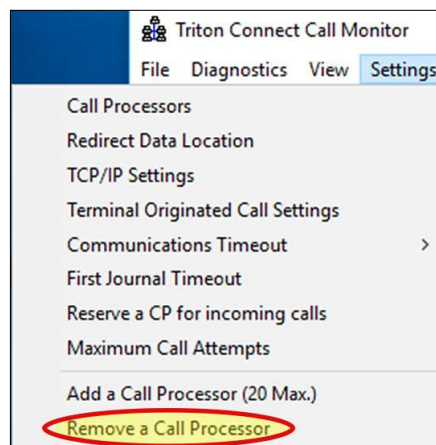 Triton Connect Call Monitor
File Diagnostics View Settings
Call Processors
Redirect Data Location
TCP/IP Settings
Terminal Originated Call Settings
Communications Timeout >
First Journal Timeout
Reserve a CP for incoming calls
Maximum Call Attempts
Add a Call Processor (20 Max.)
Remove a Call Processor